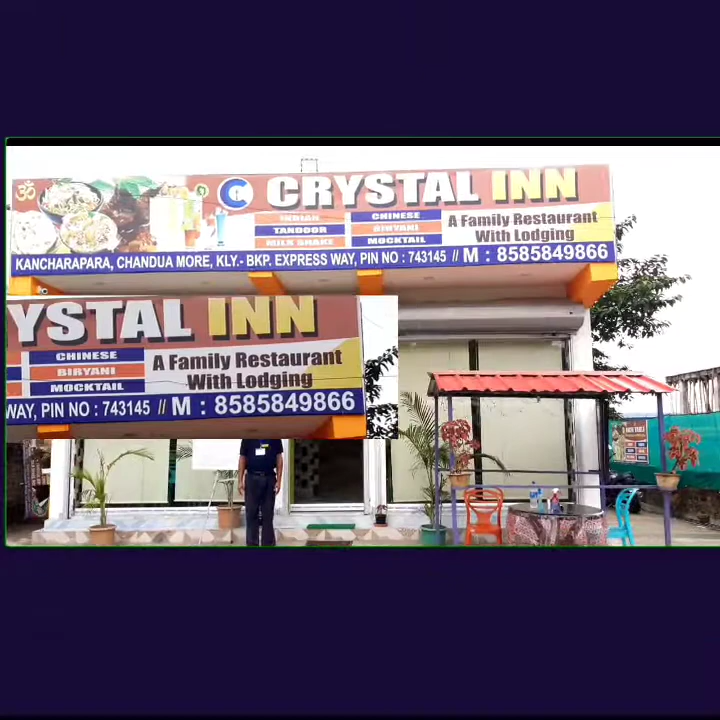 ॐ
C
CRYSTAL INN
INDIAN
TANDOOR
MILK SHAKE
CHINESE
BIRYANI
MOCKTAIL
A Family Restaurant
With Lodging
KANCHARAPARA, CHANDUA MORE, KLY.- BKP. EXPRESS WAY, PIN NO : 743145 // M : 8585849866
YSTAL INN
CHINESE
BIRYANI
MOCKTAIL
A Family Restaurant
With Lodging
WAY, PIN NO : 743145 // M : 8585849866